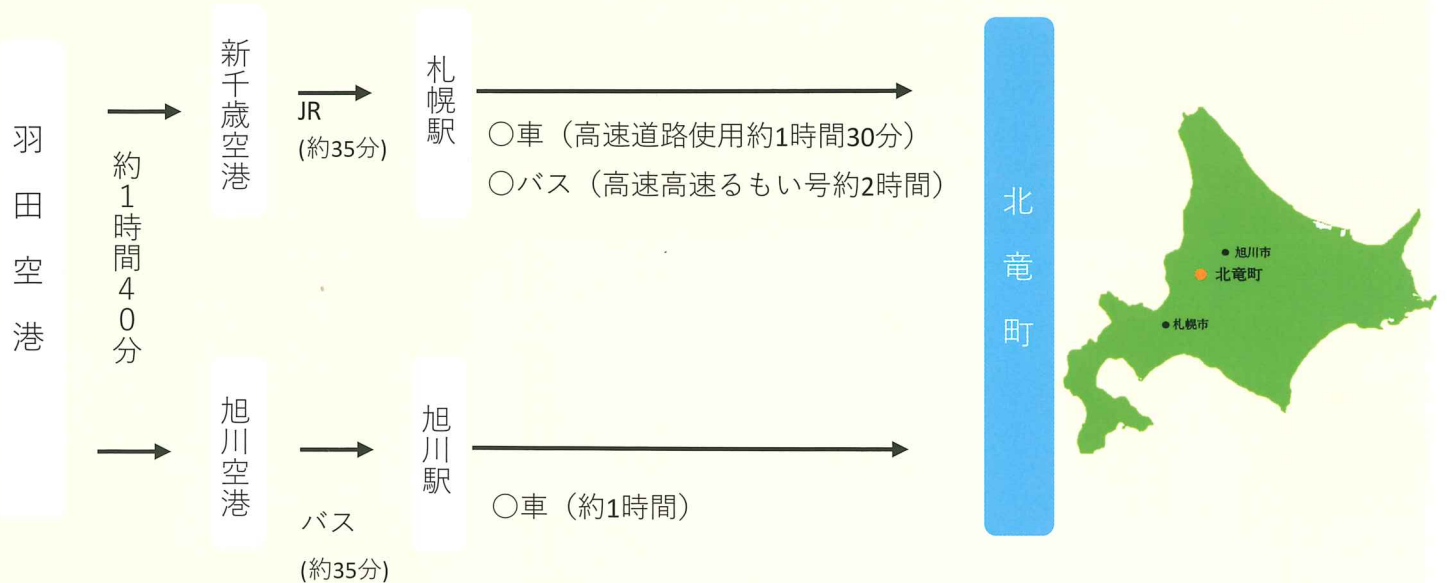 羽田空港
約1時間40分
新千歳空港
JR
(約35分)
札幌駅
○車（高速道路使用約1時間30分）
○バス（高速高速るもい号約2時間）
旭川空港
バス
(約35分)
旭川駅
○車（約1時間）
北竜町
旭川市
北竜町
札幌市